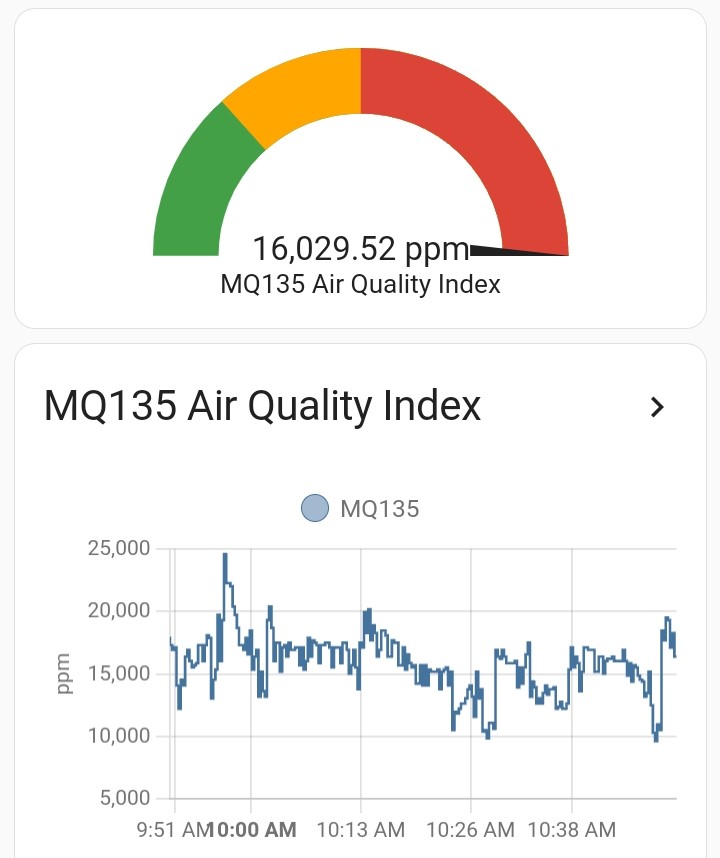 16,029.52 ppm
MQ135 Air Quality Index
MQ135 Air Quality Index
MQ135
25,000
20,000
15,000
10,000
5,000
ppm
9:51 AM 10:00 AM 10:13 AM 10:26 AM 10:38 AM